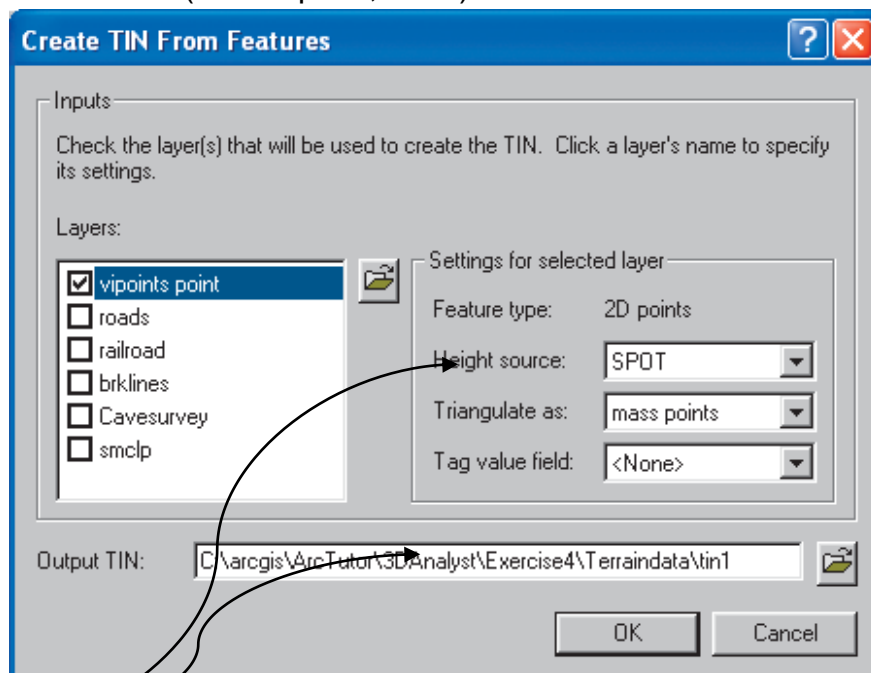 Create TIN From Features
Inputs
Check the layer(s) that will be used to create the TIN. Click a layer's name to specify
its settings.
Layers:
vipoints point
roads
railroad
brklines
Cavesurvey
smclp
Settings for selected layer
Feature type: 2D points
Height source: SPOT
Triangulate as: mass points
Tag value field: <None>
Output TIN: C:\arcgis\ArcTutor\3DAnalyst\Exercise4\Terraindata\tin1
OK Cancel